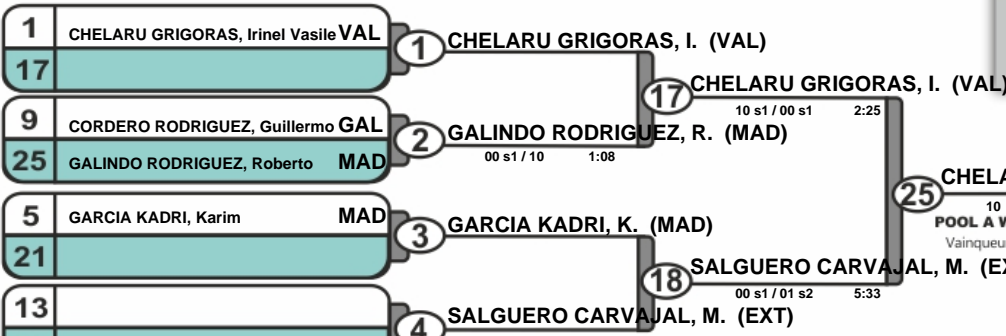 1 CHELARU GRIGORAS, Irinel Vasile VAL
17
1
CHELARU GRIGORAS, I. (VAL)
9 CORDERO RODRIGUEZ, Guillermo GAL
25 GALINDO RODRIGUEZ, Roberto MAD
2
GALINDO RODRIGUEZ, R. (MAD)
00 s1 / 10 1:08
17
CHELARU GRIGORAS, I. (VAL)
10 s1 / 00 s1 2:25
5 GARCIA KADRI, Karim MAD
21
3
GARCIA KADRI, K. (MAD)
13
4
SALGUERO CARVAJAL, M. (EXT)
18
SALGUERO CARVAJAL, M. (EX
00 s1 / 01 s2 5:33
25
CHELA
10
POOL A W
Vainqueu